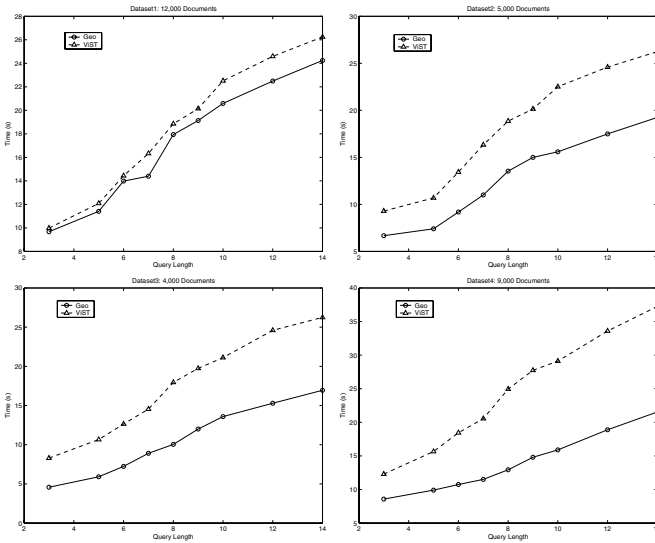 Dataset1: 12,000 Documents
28
26
24
22
20
18
16
14
12
10
8
Time (s)
Geo
ViST
2
4
6
8
10
12
14
Query Length
Dataset2: 5,000 Documents
30
25
20
15
10
5
Time (s)
Geo
ViST
2
4
6
8
10
12
Query Length
Dataset3: 4,000 Documents
30
25
20
15
10
5
0
Time (s)
Geo
ViST
2
4
6
8
10
12
14
Query Length
Dataset4: 9,000 Documents
40
35
30
25
20
15
10
5
Time (s)
Geo
ViST
2
4
6
8
10
12
Query Length